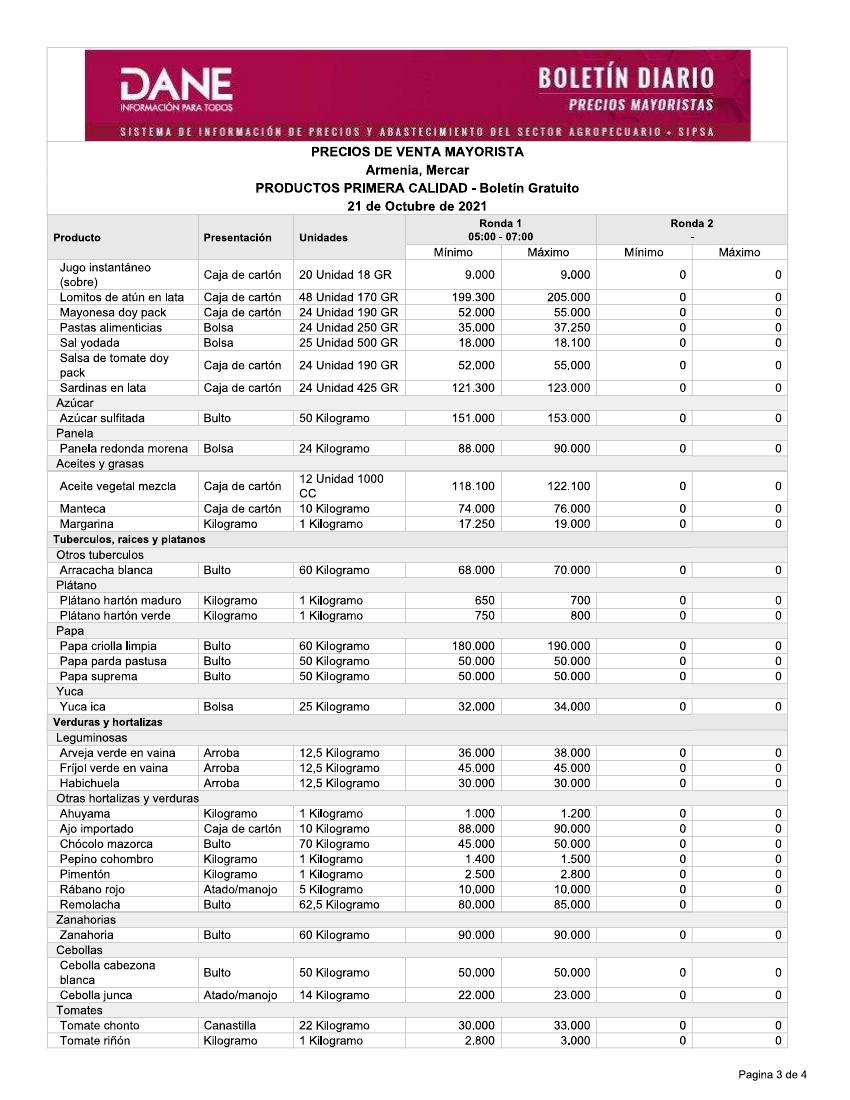 DANE
INFORMACIÓN PARA TODOS
BOLETÍN DIARIO
PRECIOS MAYORISTAS
SISTEMA DE INFORMACIÓN DE PRECIOS Y ABASTECIMIENTO DEL SECTOR AGROPECUARIO • SIPSA
PRECIOS DE VENTA MAYORISTA
Armenia, Mercar
PRODUCTOS PRIMERA CALIDAD - Boletín Gratuito
21 de Octubre de 2021
Producto Presentación Unidades Ronda 1 Ronda 2
05:00 - 07:00 -
Mínimo Máximo Mínimo Máximo
Jugo instantáneo
(sobre) Caja de cartón 20 Unidad 18 GR 9.000 9.000 0 0
Lomitos de atún en lata Caja de cartón 48 Unidad 170 GR 199.300 205.000 0 0
Mayonesa doy pack Caja de cartón 24 Unidad 190 GR 52.000 55.000 0 0
Pastas alimenticias Bolsa 24 Unidad 250 GR 35.000 37.250 0 0
Sal yodada Bolsa 25 Unidad 500 GR 18.000 18.100 0 0
Salsa de tomate doy
pack Caja de cartón 24 Unidad 190 GR 52.000 55.000 0 0
Sardinas en lata Caja de cartón 24 Unidad 425 GR 121.300 123.000 0 0
Azúcar
Azúcar sulfitada Bulto 50 Kilogramo 151.000 153.000 0 0
Panela
Panela redonda morena Bolsa 24 Kilogramo 88.000 90.000 0 0
Aceites y grasas
Aceite vegetal mezcla Caja de cartón 12 Unidad 1000
CC 118.100 122.100 0 0
Manteca Caja de cartón 10 Kilogramo 74.000 76.000 0 0
Margarina Kilogramo 1 Kilogramo 17.250 19.000 0 0
Tuberculos, raices y platanos
Otros tuberculos
Arracacha blanca Bulto 60 Kilogramo 68.000 70.000 0 0
Plátano
Plátano hartón maduro Kilogramo 1 Kilogramo 650 700 0 0
Plátano hartón verde Kilogramo 1 Kilogramo 750 800 0 0
Papa
Papa criolla limpia Bulto 60 Kilogramo 180.000 190.000 0 0
Papa parda pastusa Bulto 50 Kilogramo 50.000 50.000 0 0
Papa suprema Bulto 50 Kilogramo 50.000 50.000 0 0
Yuca
Yuca ica Bolsa 25 Kilogramo 32.000 34.000 0 0
Verduras y hortalizas
Leguminosas
Arveja verde en vaina Arroba 12,5 Kilogramo 36.000 38.000 0 0
Fríjol verde en vaina Arroba 12,5 Kilogramo 45.000 45.000 0 0
Habichuela Arroba 12,5 Kilogramo 30.000 30.000 0 0
Otras hortalizas y verduras
Ahuyama Kilogramo 1 Kilogramo 1.000 1.200 0 0
Ajo importado Caja de cartón 10 Kilogramo 88.000 90.000 0 0
Chócolo mazorca Bulto 70 Kilogramo 45.000 50.000 0 0
Pepino cohombro Kilogramo 1 Kilogramo 1.400 1.500 0 0
Pimentón Kilogramo 1 Kilogramo 2.500 2.800 0 0
Rábano rojo Atado/manojo 5 Kilogramo 10.000 10.000 0 0
Remolacha Bulto 62,5 Kilogramo 80.000 85.000 0 0
Zanahorias
Zanahoria Bulto 60 Kilogramo 90.000 90.000 0 0
Cebollas
Cebolla cabezona
blanca Bulto 50 Kilogramo 50.000 50.000 0 0
Cebolla junca Atado/manojo 14 Kilogramo 22.000 23.000 0 0
Tomates
Tomate chonto Canastilla 22 Kilogramo 30.000 33.000 0 0
Tomate riñón Kilogramo 1 Kilogramo 2.800 3.000 0 0
Pagina 3 de 4